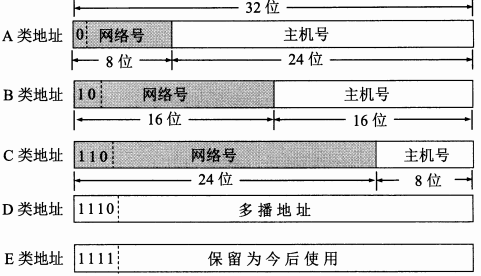 32 位
A 类地址 0 网络号 主机号
8 位 24 位
B 类地址 10 网络号 主机号
16 位 16 位
C 类地址 110 网络号 主机号
24 位 8 位
D 类地址 1110 多播地址
E 类地址 1111 保留为今后使用